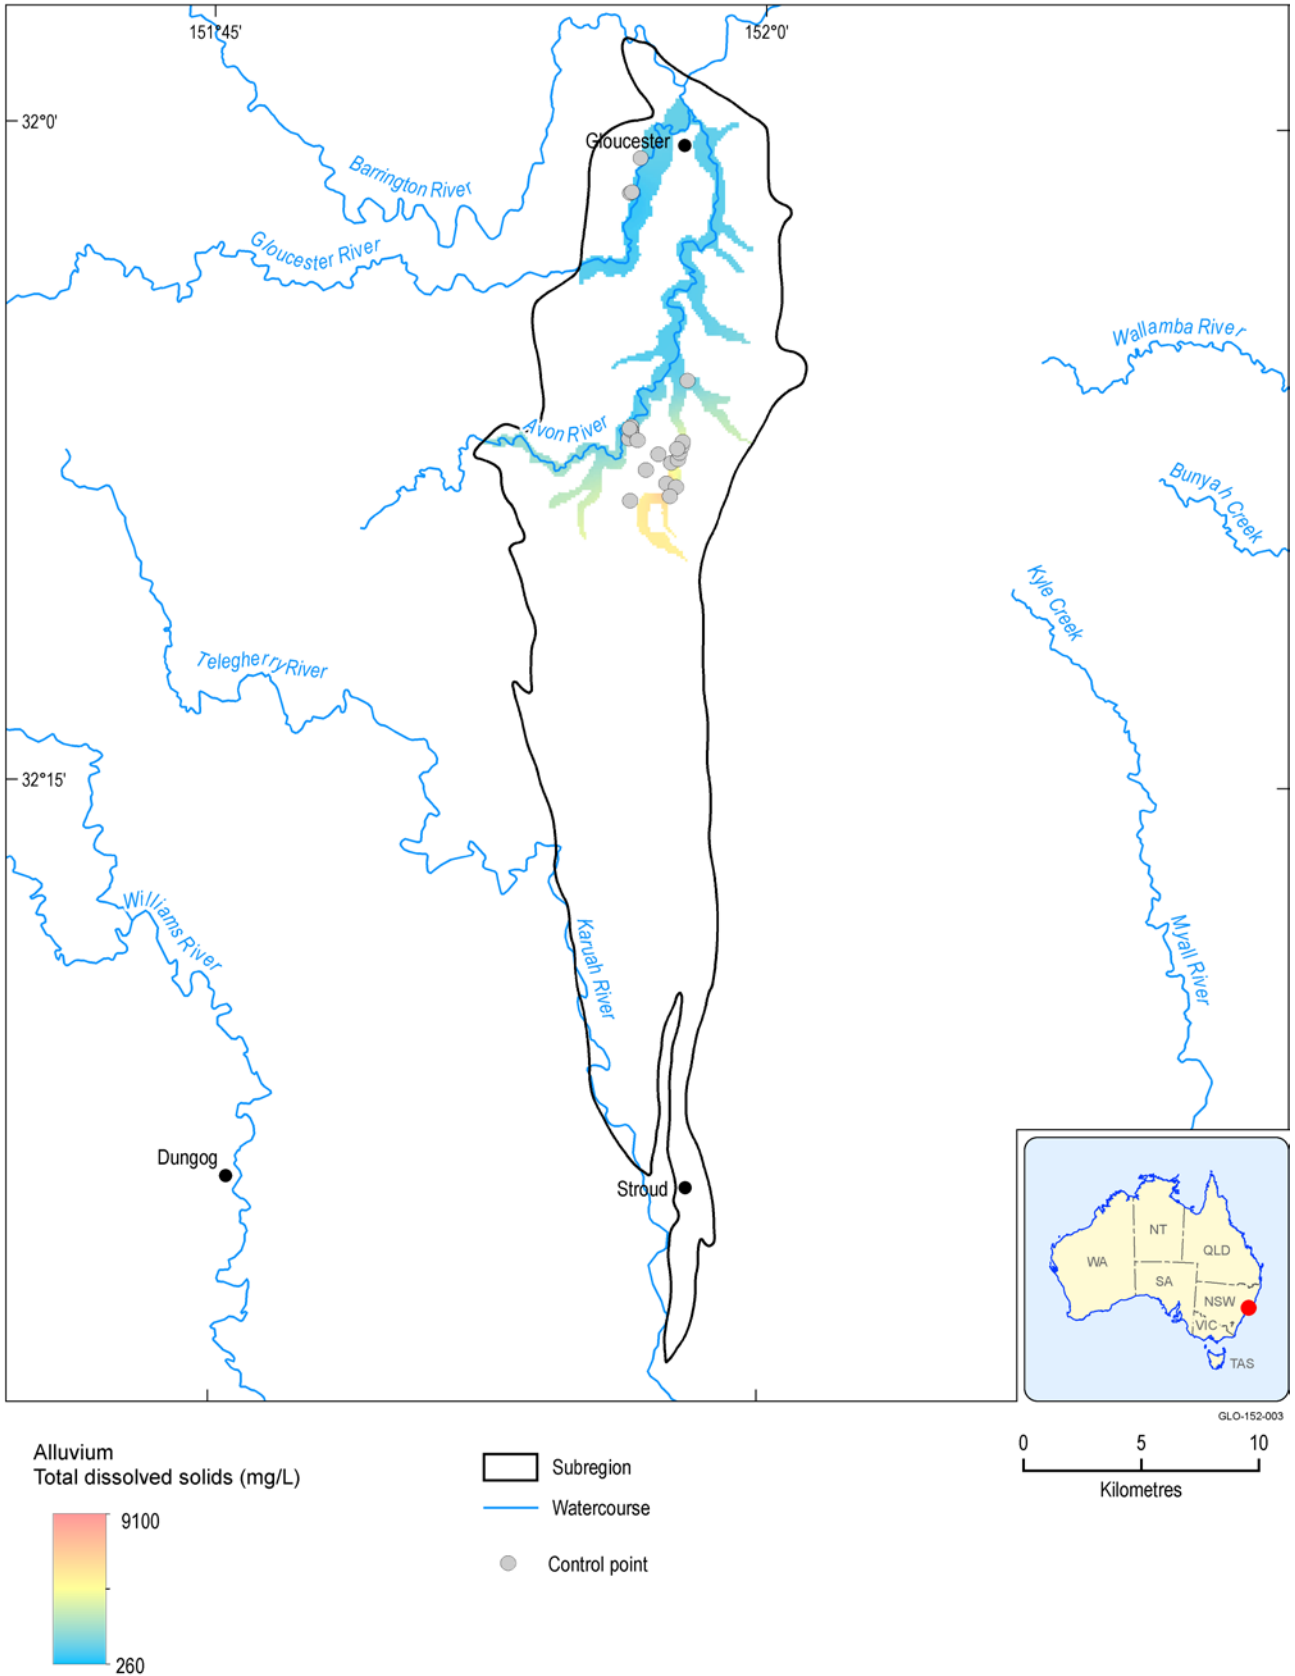 151°45'
152°0'
32°0'
Gloucester
Barrington River
Gloucester River
Wallamba River
Avon River
Bunyah Creek
Kyle Creek
Telegherry River
32°15'
Williams River
Karuah River
Myall River
Dungog
Stroud
NT
WA
QLD
SA
NSW
VIC
TAS
GLO-152-003
Alluvium
Total dissolved solids (mg/L)
9100
260
Subregion
Watercourse
Control point
0 5 10
Kilometres